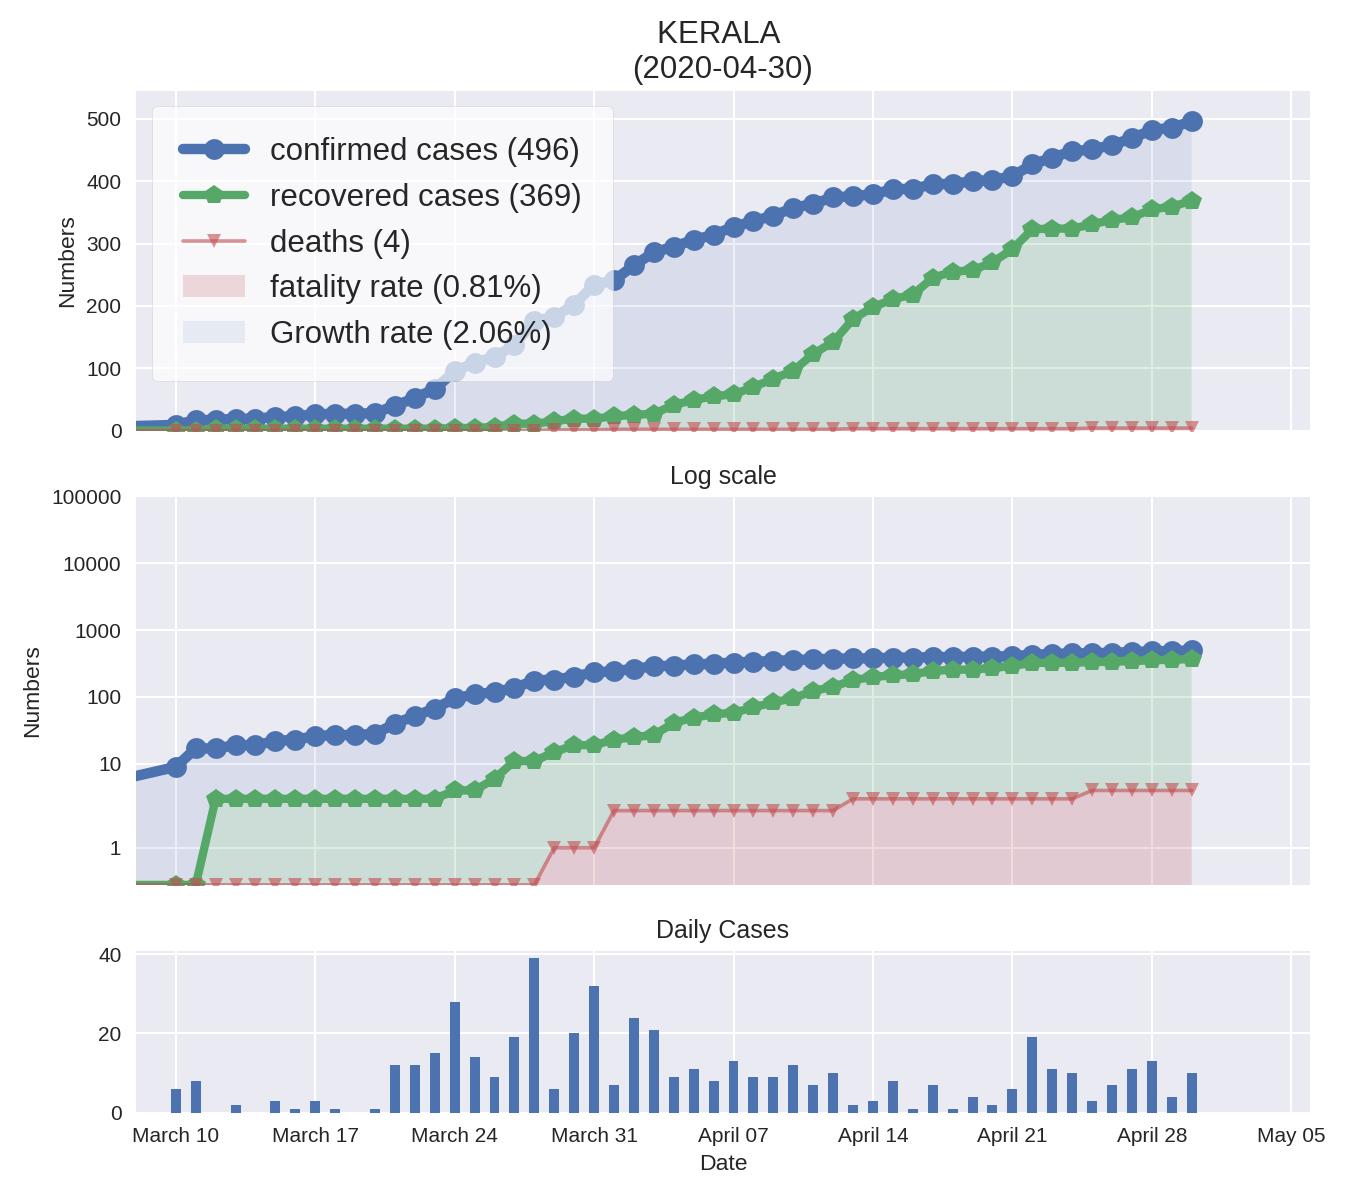 KERALA
(2020-04-30)
Numbers
500
400
300
200
100
0
confirmed cases (496)
recovered cases (369)
deaths (4)
fatality rate (0.81%)
Growth rate (2.06%)
Log scale
Numbers
100000
10000
1000
100
10
1
Daily Cases
40
20
0
March 10 March 17 March 24 March 31 April 07 April 14 April 21 April 28 May 05
Date